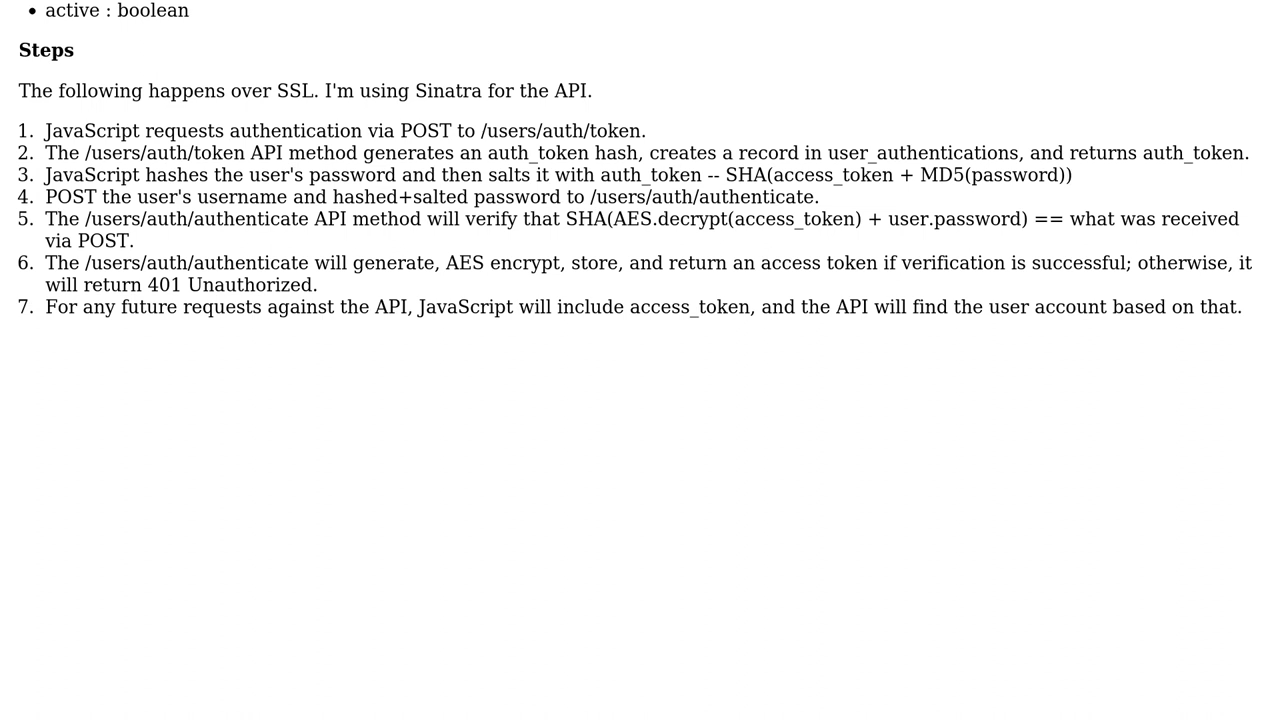 • active : boolean
Steps
The following happens over SSL. I'm using Sinatra for the API.
1. JavaScript requests authentication via POST to /users/auth/token.
2. The /users/auth/token API method generates an auth_token hash, creates a record in user_authentications, and returns auth_token.
3. JavaScript hashes the user's password and then salts it with auth_token -- SHA(access_token + MD5(password))
4. POST the user's username and hashed+salted password to /users/auth/authenticate.
5. The /users/auth/authenticate API method will verify that SHA(AES.decrypt(access_token) + user.password) == what was received
via POST.
6. The /users/auth/authenticate will generate, AES encrypt, store, and return an access token if verification is successful; otherwise, it
will return 401 Unauthorized.
7. For any future requests against the API, JavaScript will include access_token, and the API will find the user account based on that.